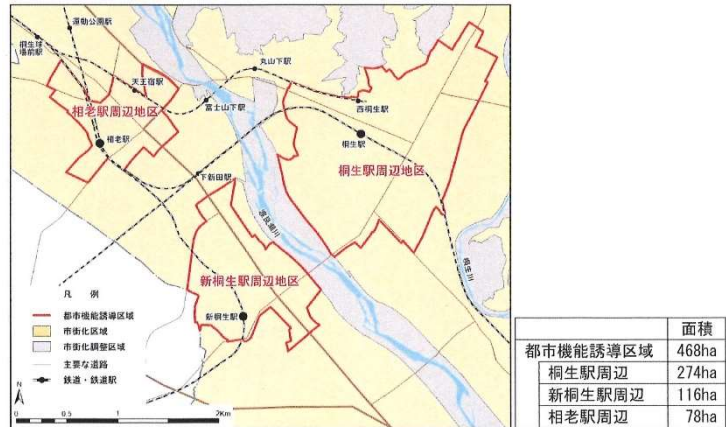 運動公園駅
桐生球
場前駅
丸山下駅
天王宿駅
西桐生駅
富士山下駅
相老駅周辺地区
相老駅
桐生駅
桐生駅周辺地区
下新田駅
渡良瀬川
桐生川
新桐生駅周辺地区
新桐生駅
凡 例
都市機能誘導区域
市街化区域
市街化調整区域
主要な道路
鉄道・鉄道駅
N
0 0.5 1 2Km
面積
都市機能誘導区域 468ha
桐生駅周辺 274ha
新桐生駅周辺 116ha
相老駅周辺 78ha